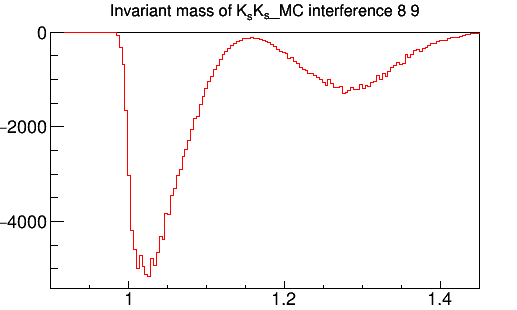 Invariant mass of KsKs_MC interference 8 9
0
−2000
−4000
1 1.2 1.4